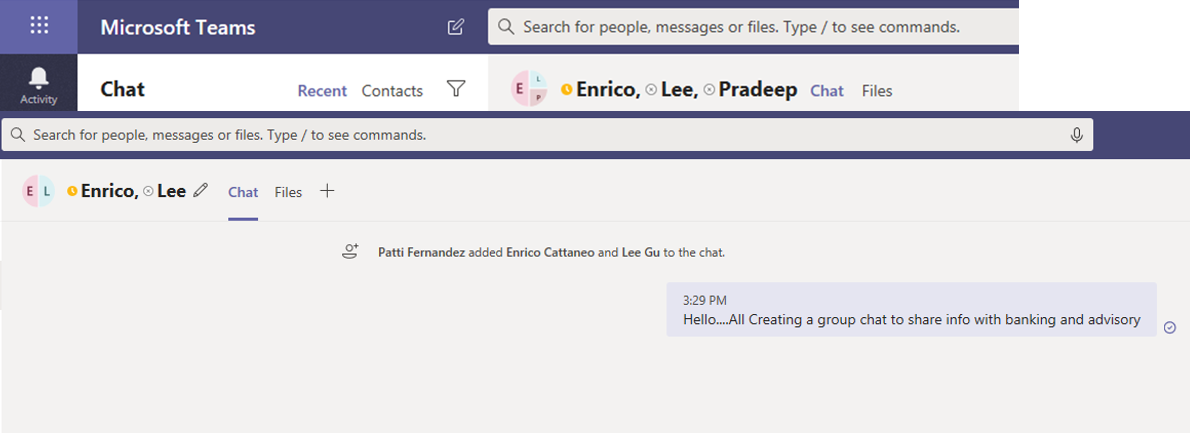 Microsoft Teams
Search for people, messages or files. Type / to see commands.
Activity
Chat Recent Contacts
E L P Enrico, Lee, Pradeep Chat Files
Search for people, messages or files. Type / to see commands.
E L Enrico, Lee Chat Files
Patti Fernandez added Enrico Cattaneo and Lee Gu to the chat.
3:29 PM
Hello....All Creating a group chat to share info with banking and advisory